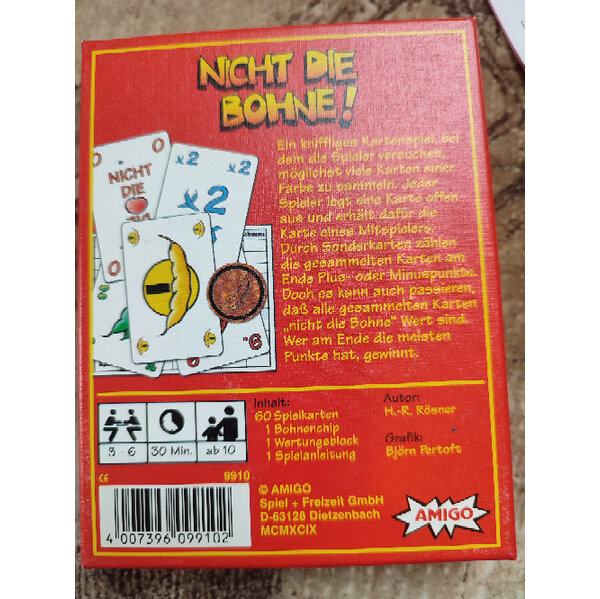 NICHT DIE
BOHNE!
Ein kniffliges Kartenspiel, bei
dem die Spieler versuchen,
möglichst viele Karten einer
Farbe zu sammeln. Jeder
Spieler legt eine Karte offen
aus und erhält dafür die
Karte eines Mitspielers.
Durch Sonderkarten zählen
die gesammelten Karten am
Ende Plus- oder Minuspunkte.
Doch es kann auch passieren,
daß alle gesammelten Karten
„nicht die Bohne" Wert sind.
Wer am Ende die meisten
Punkte hat, gewinnt.
0
NICHT
DIE
0
x2
x2
x2
Inhalt:
60 Spielkarten
1 Bohnenchip
1 Wertungsblock
1 Spielanleitung
Autor:
H.-R. Rösner
Grafik:
Björn Pertoft
3 - 6
30 Min.
ab 10
CE
9910
© AMIGO
Spiel + Freizeit GmbH
D-63128 Dietzenbach
MCMXCIX
4 007396 099102
AMIGO